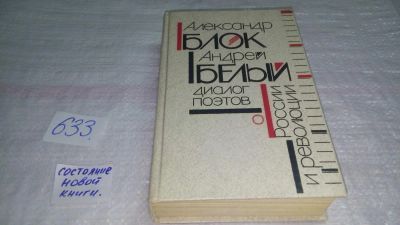 Александр
БЛОК
Андрей
БЕЛЫЙ
ДИАЛОГ
ПОЭТОВ
О
РОССИИ
И РЕВОЛЮЦИИ
633
СОСТОЯНИЕ
НОВОЙ
КНИГИ.